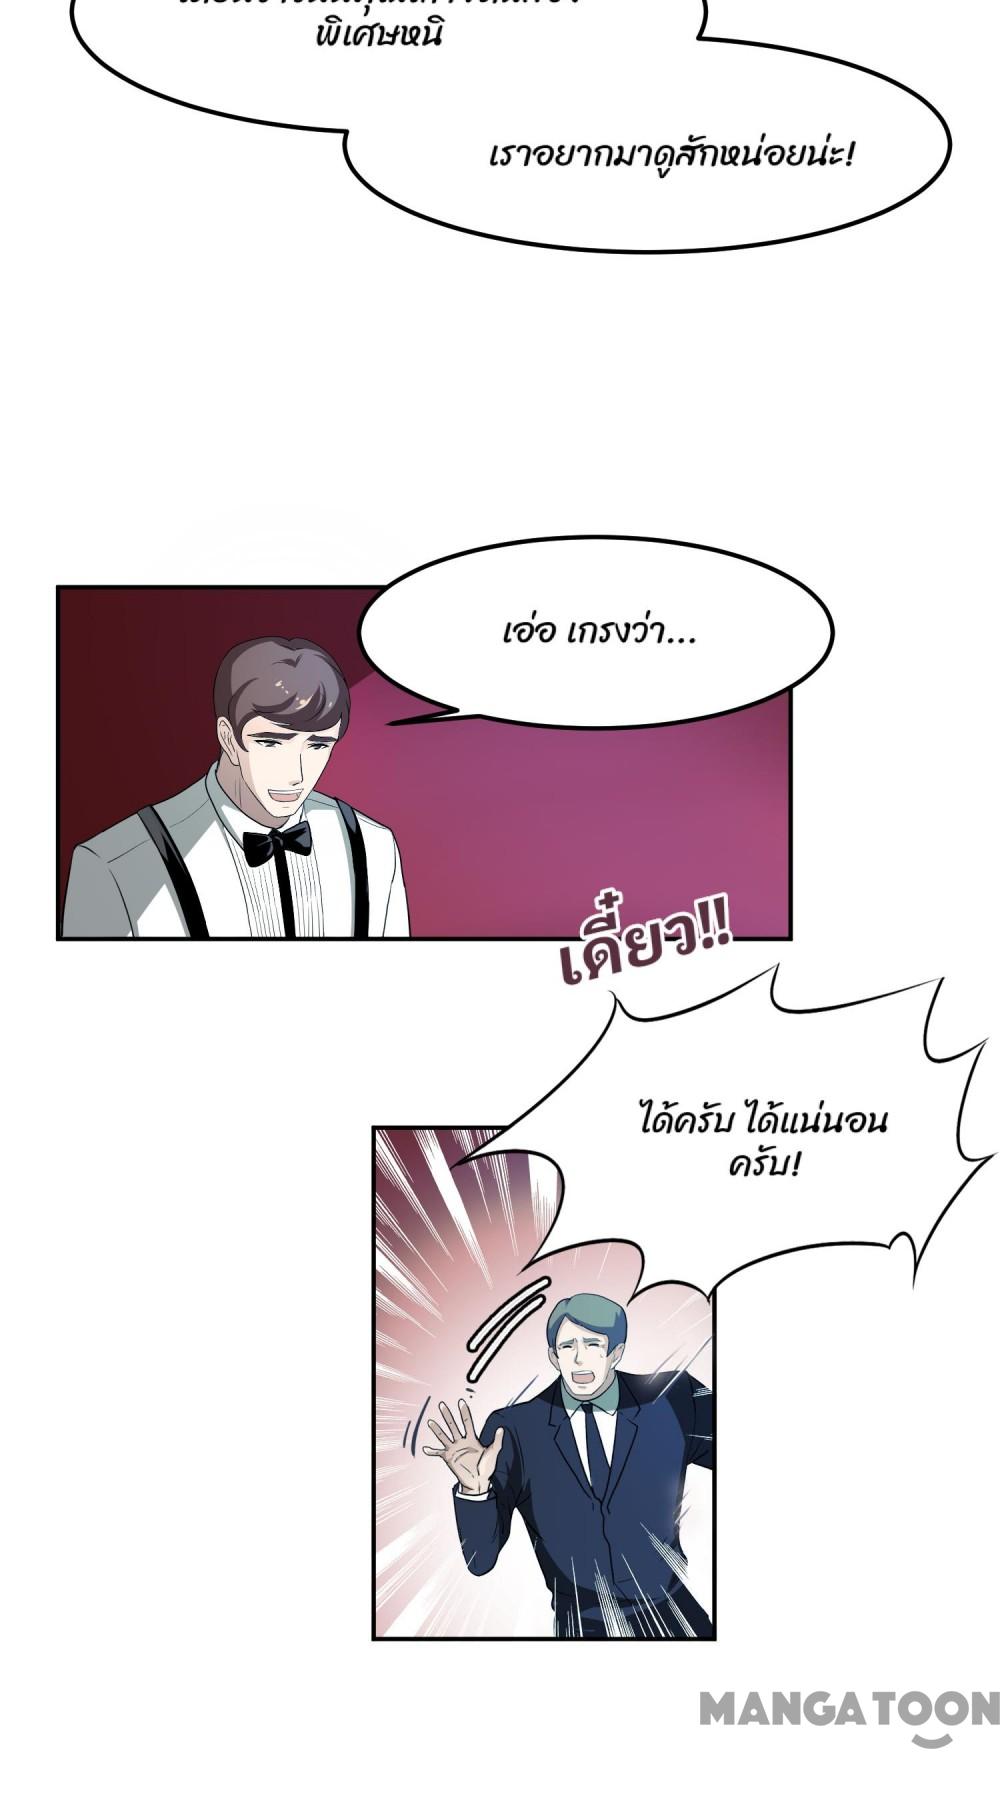 พิเศษหนิ
เราอยากมาดูสักหน่อยน่ะ!
เอ่อ เกรงว่า...
เดี๋ยว!!
ได้ครับ ได้แน่นอน
ครับ!
MANGATOON